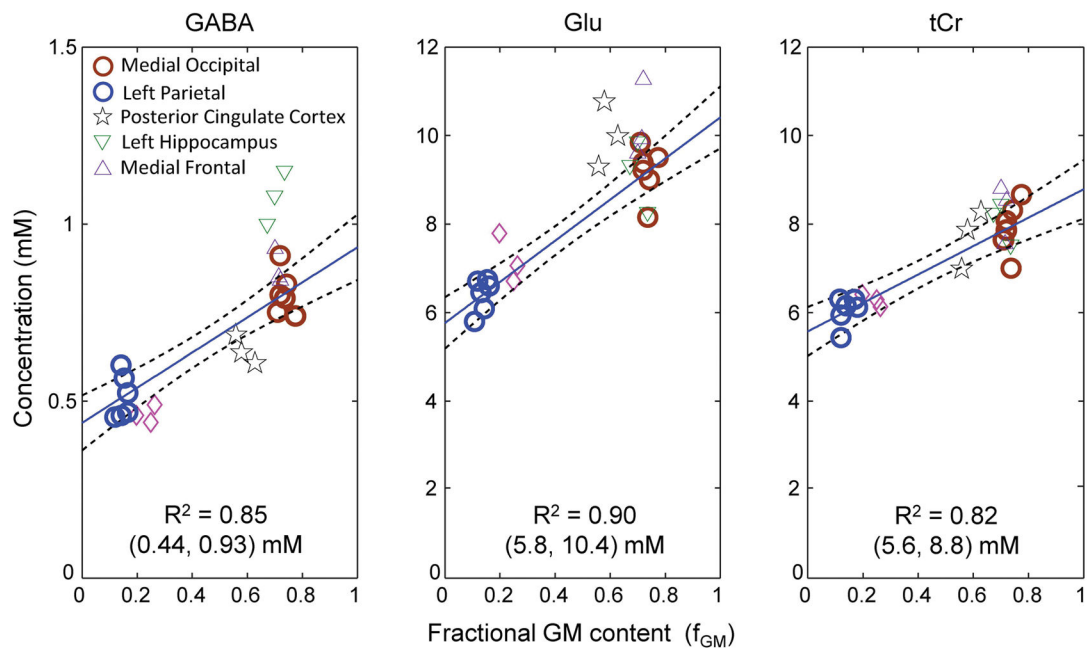 GABA
Glu
tCr
1.5
1
0.5
0
12
10
8
6
4
2
0
12
10
8
6
4
2
0
Medial Occipital
Left Parietal
Posterior Cingulate Cortex
Left Hippocampus
Medial Frontal
Concentration (mM)
R² = 0.85
(0.44, 0.93) mM
R² = 0.90
(5.8, 10.4) mM
R² = 0.82
(5.6, 8.8) mM
0 0.2 0.4 0.6 0.8 1
0 0.2 0.4 0.6 0.8 1
0 0.2 0.4 0.6 0.8 1
Fractional GM content (f_GM)